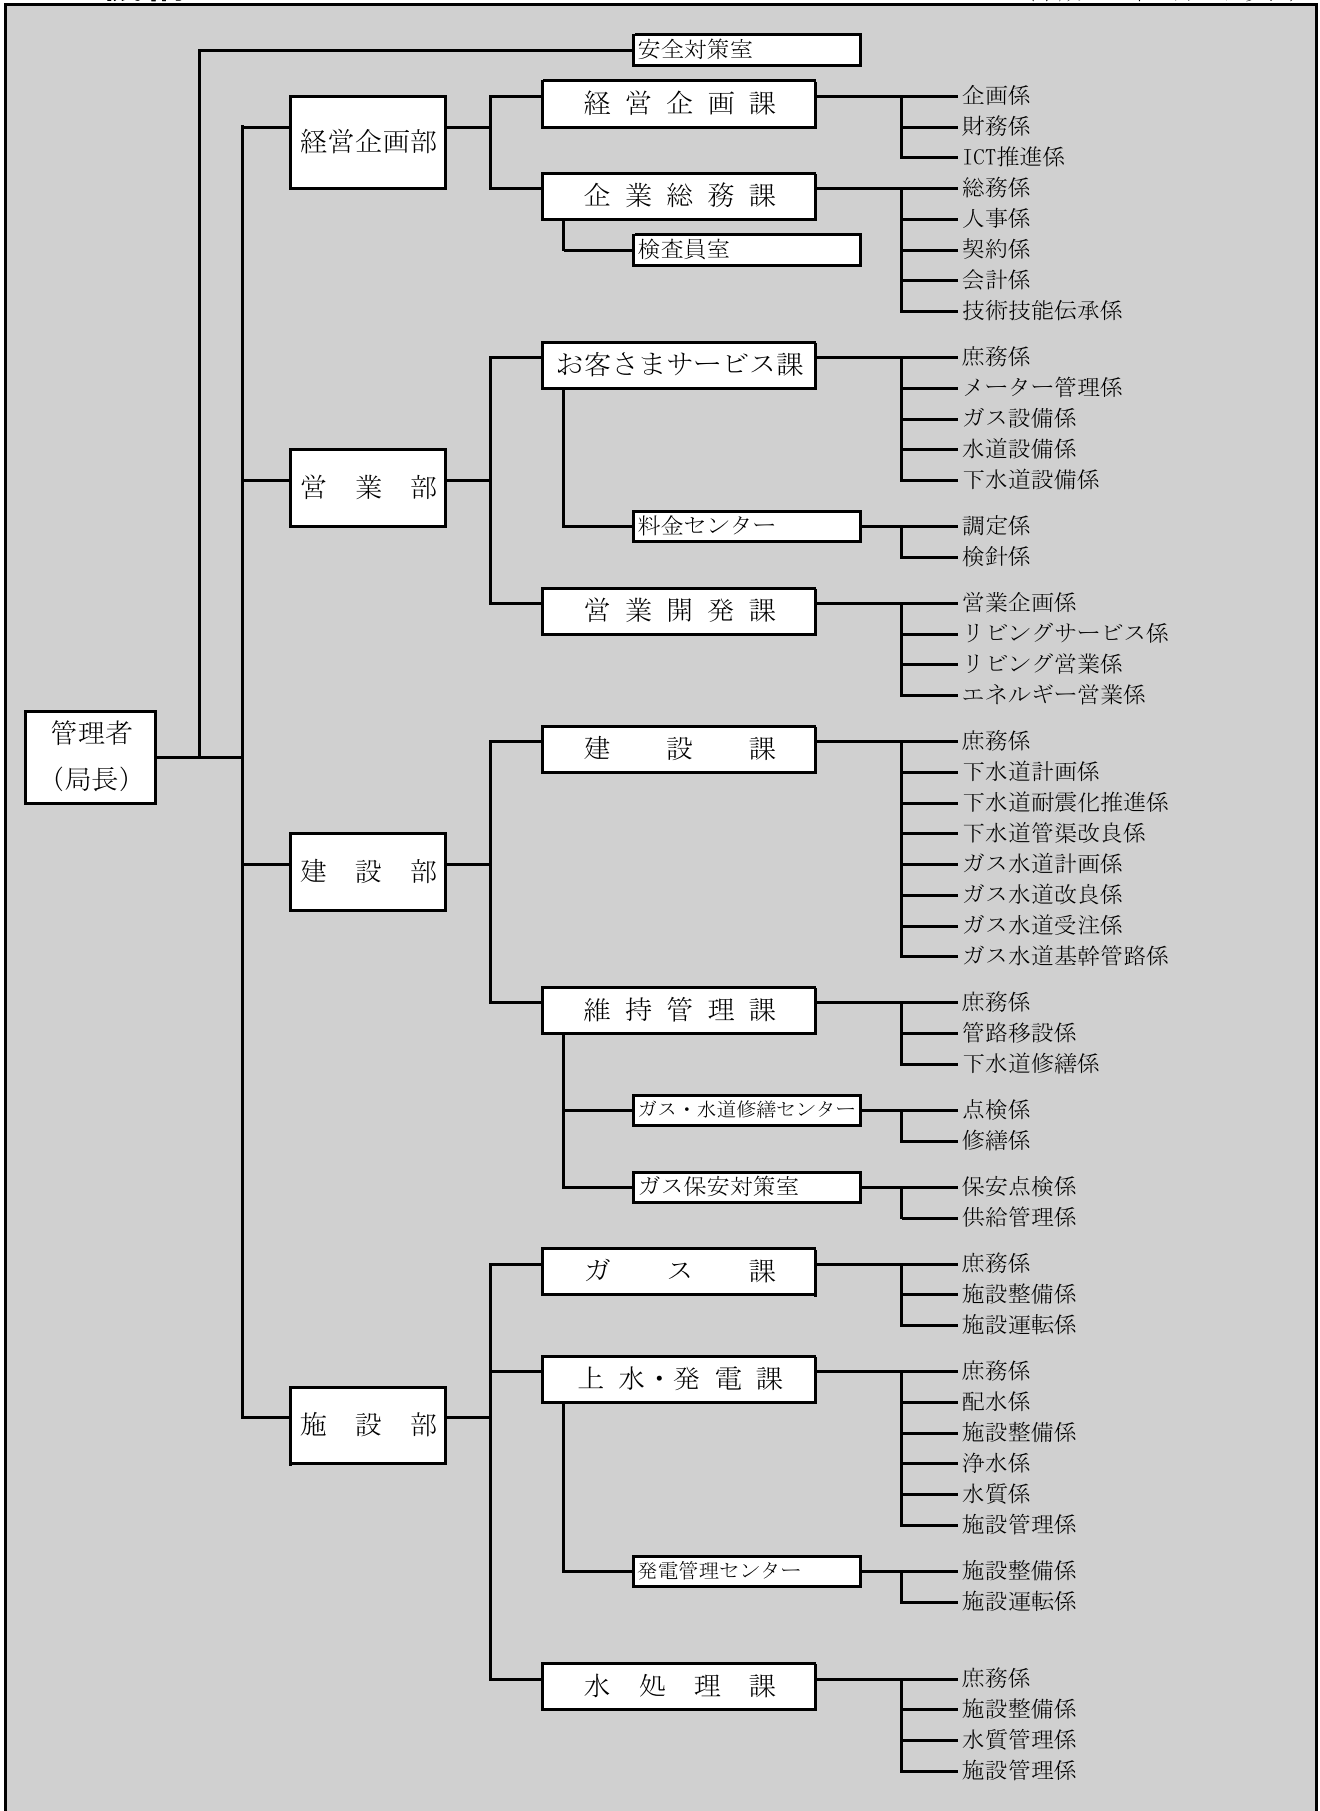 安全対策室
経営企画部
経営企画課
企画係
財務係
ICT推進係
企業総務課
総務係
人事係
検査員室
契約係
会計係
技術技能伝承係
営業部
お客さまサービス課
庶務係
メーター管理係
ガス設備係
水道設備係
下水道設備係
料金センター
調定係
検針係
営業開発課
営業企画係
リビングサービス係
リビング営業係
エネルギー営業係
管理者
（局長）
建設部
建設課
庶務係
下水道計画係
下水道耐震化推進係
下水道管渠改良係
ガス水道計画係
ガス水道改良係
ガス水道受注係
ガス水道基幹管路係
維持管理課
庶務係
管路移設係
下水道修繕係
ガス・水道修繕センター
点検係
修繕係
ガス保安対策室
保安点検係
供給管理係
施設部
ガス課
庶務係
施設整備係
施設運転係
上水・発電課
庶務係
配水係
施設整備係
浄水係
水質係
施設管理係
発電管理センター
施設整備係
施設運転係
水処理課
庶務係
施設整備係
水質管理係
施設管理係